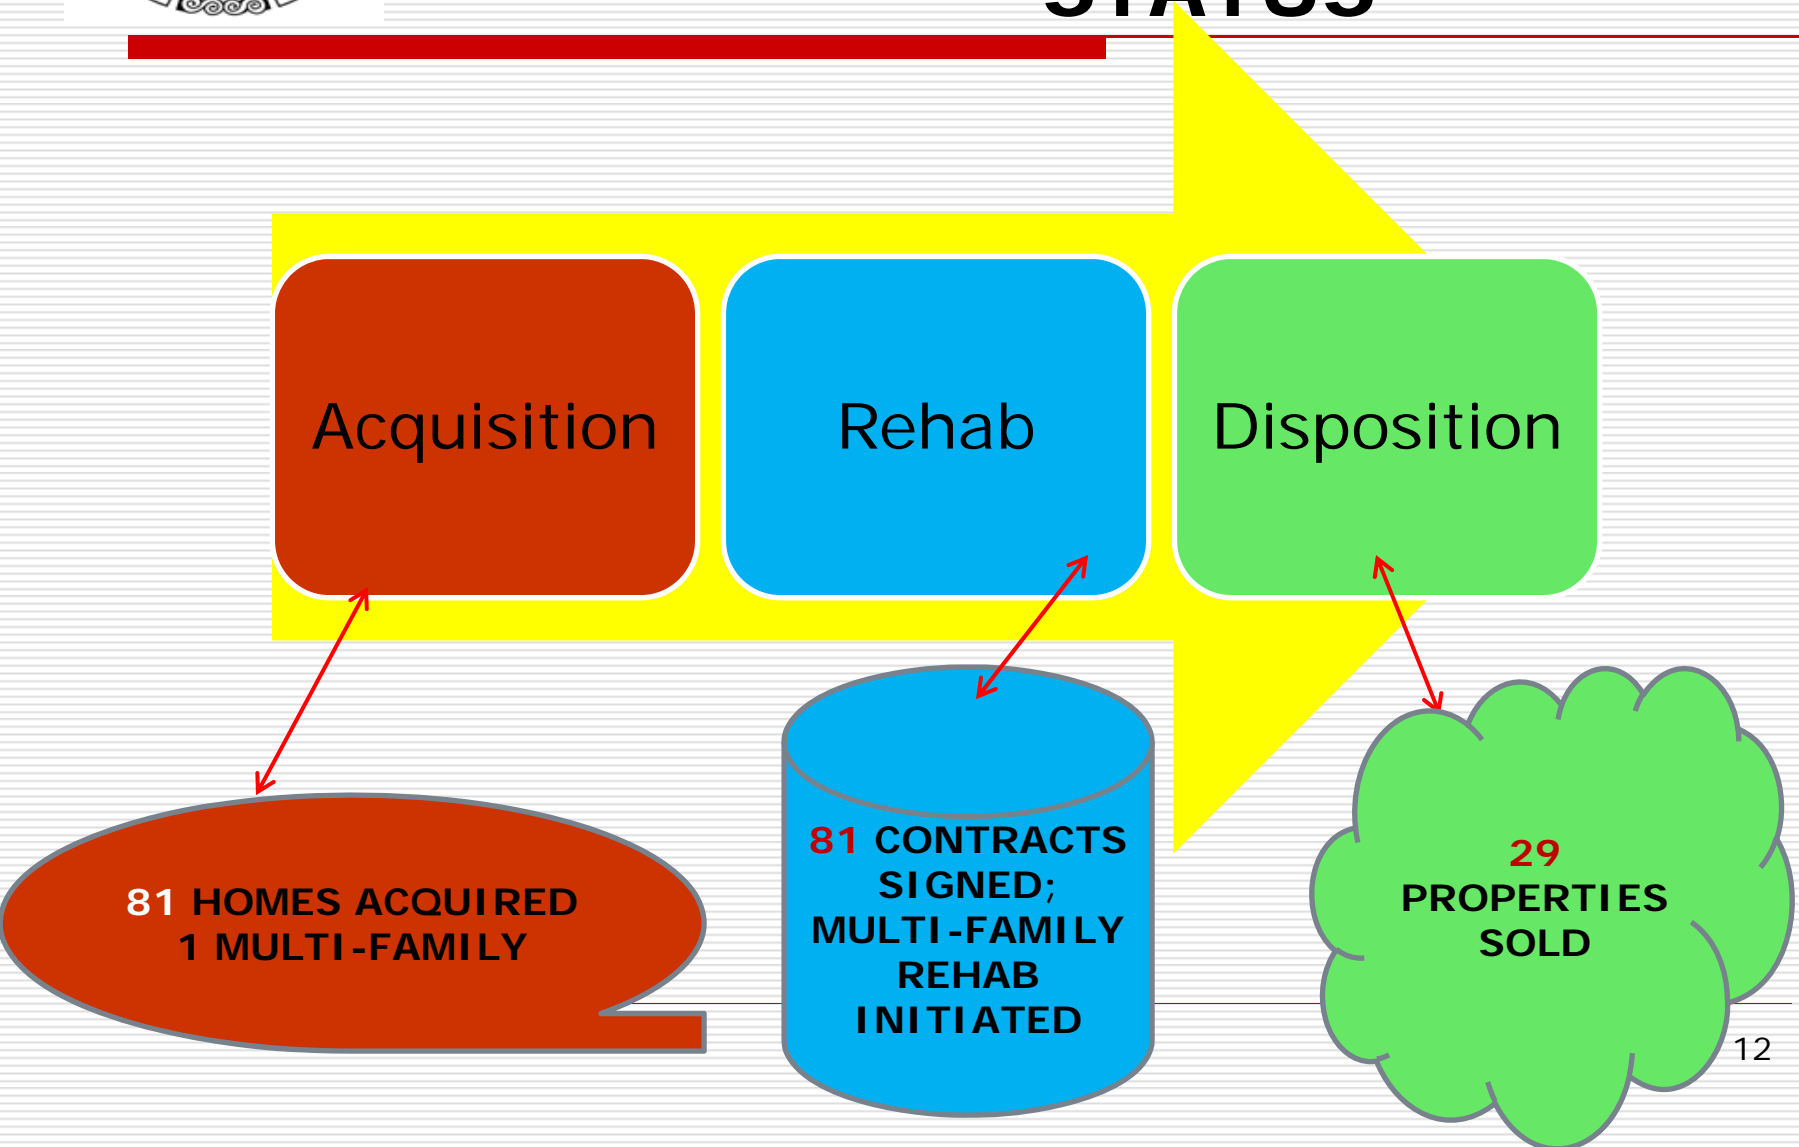 STATUS
Acquisition
Rehab
Disposition
81 HOMES ACQUIRED
1 MULTI-FAMILY
81 CONTRACTS
SIGNED;
MULTI-FAMILY
REHAB
INITIATED
29
PROPERTIES
SOLD
12